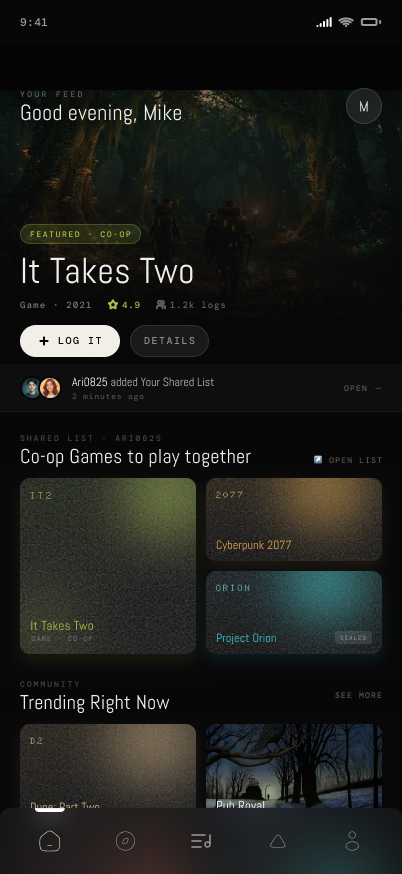 9:41
YOUR FEED
Good evening, Mike
M
FEATURED · CO-OP
It Takes Two
Game · 2021 4.9 1.2k logs
+ LOG IT DETAILS
Ari0825 added Your Shared List
2 minutes ago
OPEN →
SHARED LIST · ARI0825
Co-op Games to play together
OPEN LIST
IT2
It Takes Two
GAME · CO-OP
2077
Cyberpunk 2077
ORION
Project Orion
SEALED
COMMUNITY
Trending Right Now
SEE MORE
D2
Dune: Part Two
Pub Royal